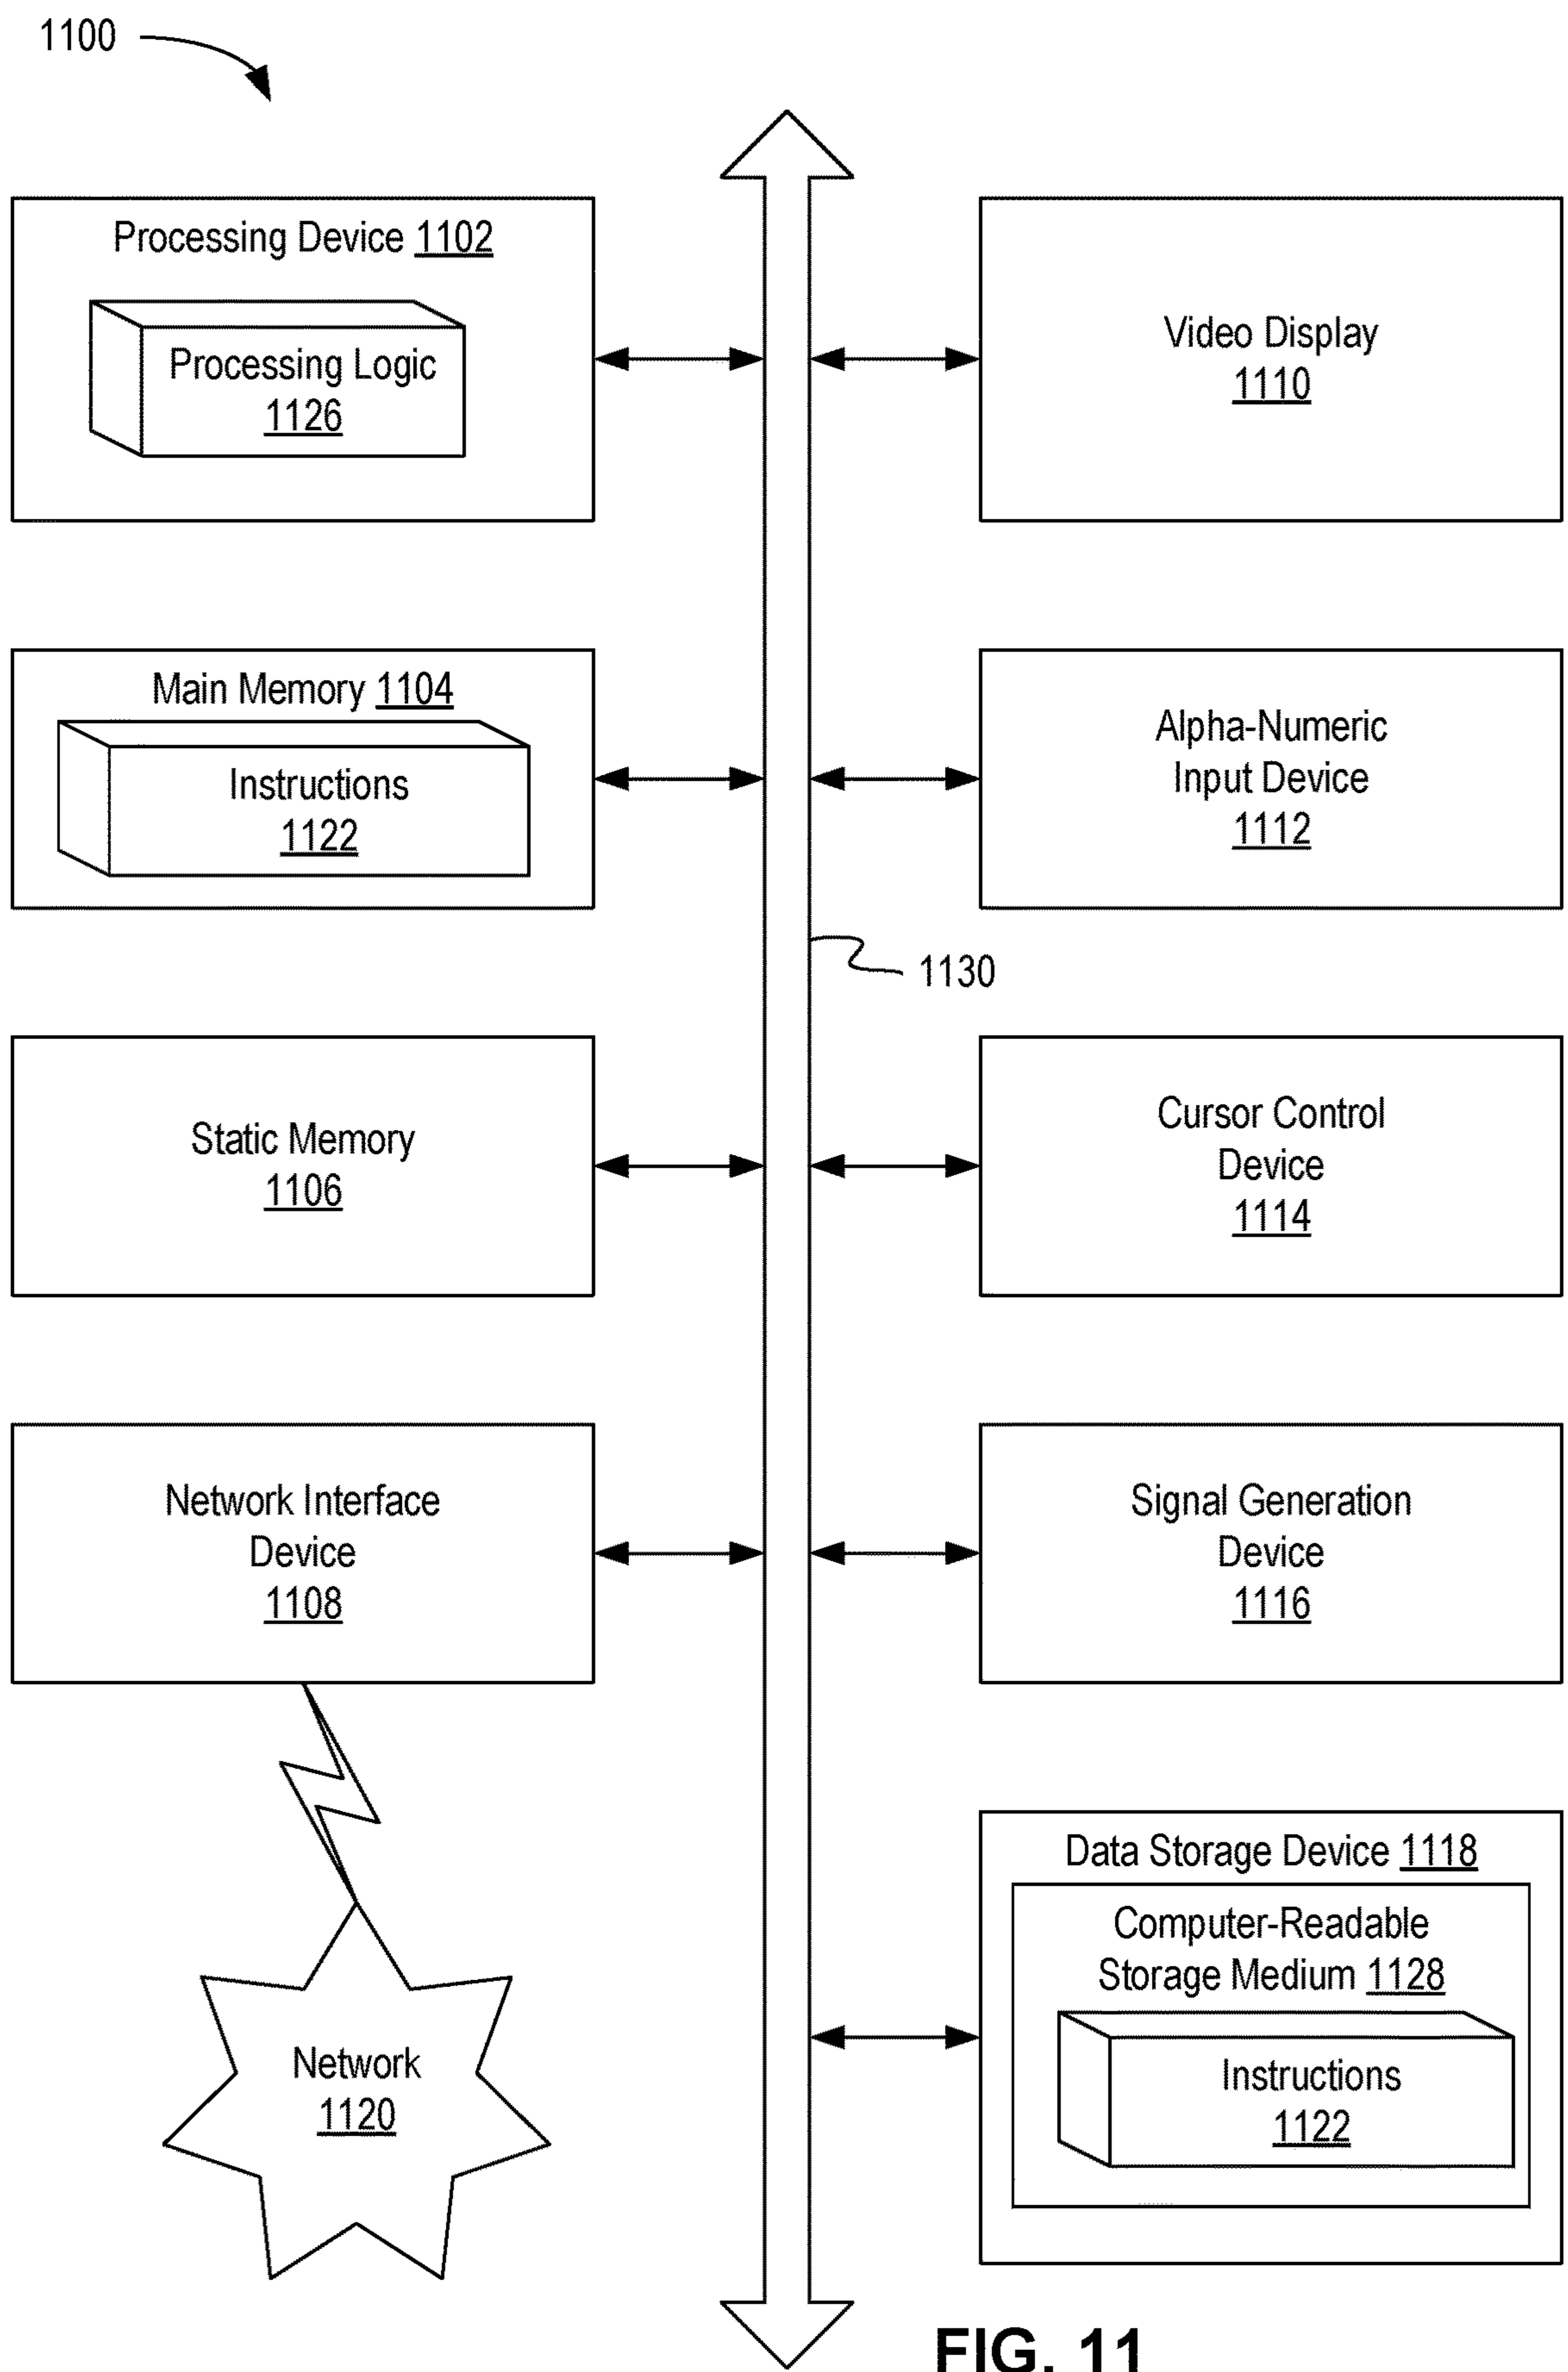 1100
Processing Device 1102
Processing Logic
1126
Video Display
1110
Main Memory 1104
Instructions
1122
Alpha-Numeric
Input Device
1112
1130
Static Memory
1106
Cursor Control
Device
1114
Network Interface
Device
1108
Signal Generation
Device
1116
Data Storage Device 1118
Computer-Readable
Storage Medium 1128
Instructions
1122
Network
1120
FIG. 11